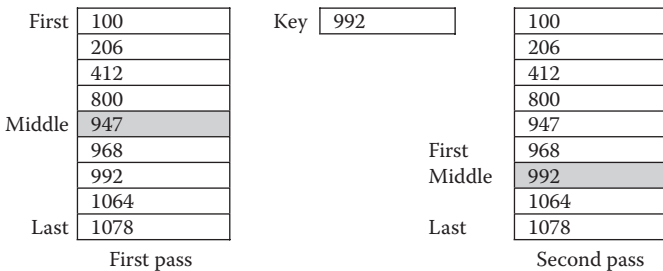 First 100 Key 992 100
206 206
412 412
800 800
Middle 947 947
968 First 968
992 Middle 992
1064 1064
Last 1078 Last 1078
First pass Second pass